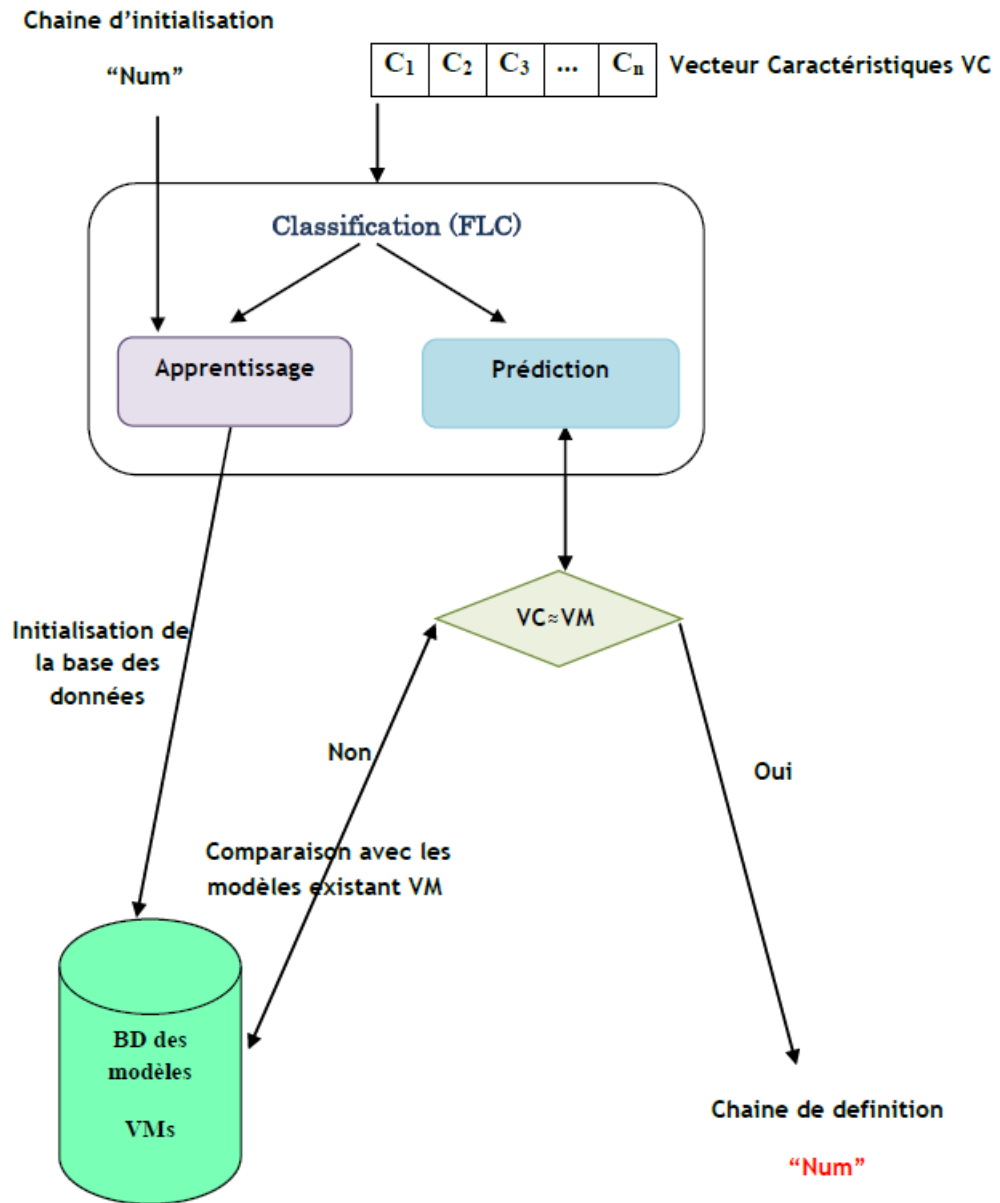 Chaine d'initialisation
“Num”
C1 C2 C3 ... Cn Vecteur Caractéristiques VC
Classification (FLC)
Apprentissage
Prédiction
VC≈VM
Initialisation de
la base des
données
Non
Oui
Comparaison avec les
modèles existant VM
BD des
modèles
VMs
Chaine de definition
“Num”